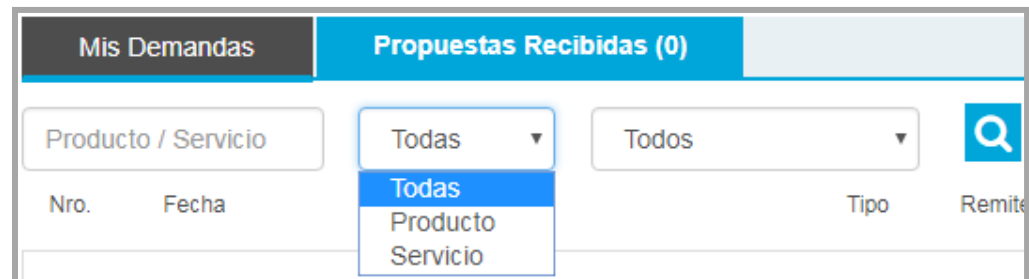 Mis Demandas
Propuestas Recibidas (0)
Producto / Servicio
Todas
Todos
Todas
Producto
Servicio
Nro.
Fecha
Tipo
Remite